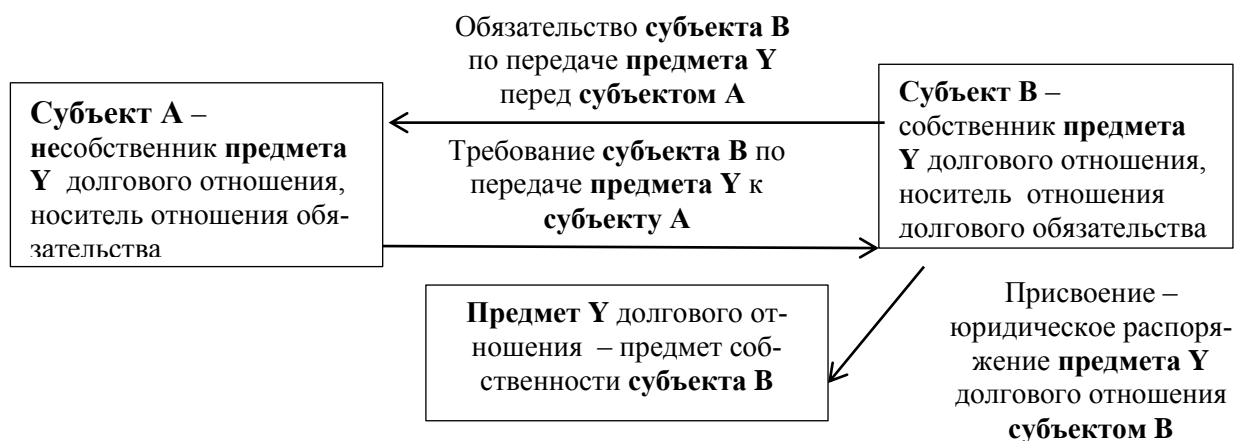 Обязательство субъекта В
по передаче предмета Y
перед субъектом А
Субъект А –
несобственник предмета
Y долгового отношения,
носитель отношения обя-
зательства
Требование субъекта В по
передаче предмета Y к
субъекту А
Субъект В –
собственник предмета
Y долгового отношения,
носитель отношения
долгового обязательства
Предмет Y долгового от-
ношения – предмет соб-
ственности субъекта В
Присвоение –
юридическое распоря-
жение предмета Y
долгового отношения
субъектом В